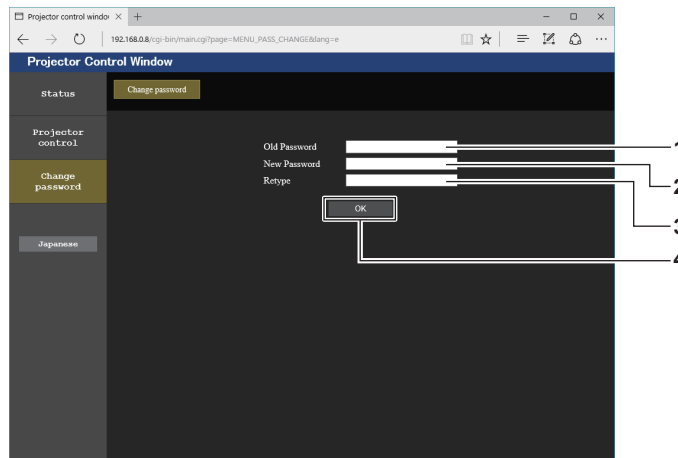 Projector control windo
192.168.0.8/cgi-bin/main.cgi?page=MENU_PASS_CHANGE&lang=e
Projector Control Window
Status
Change password
Projector
control
Change
password
Japanese
Old Password
New Password
Retype
OK
1
2
3
4